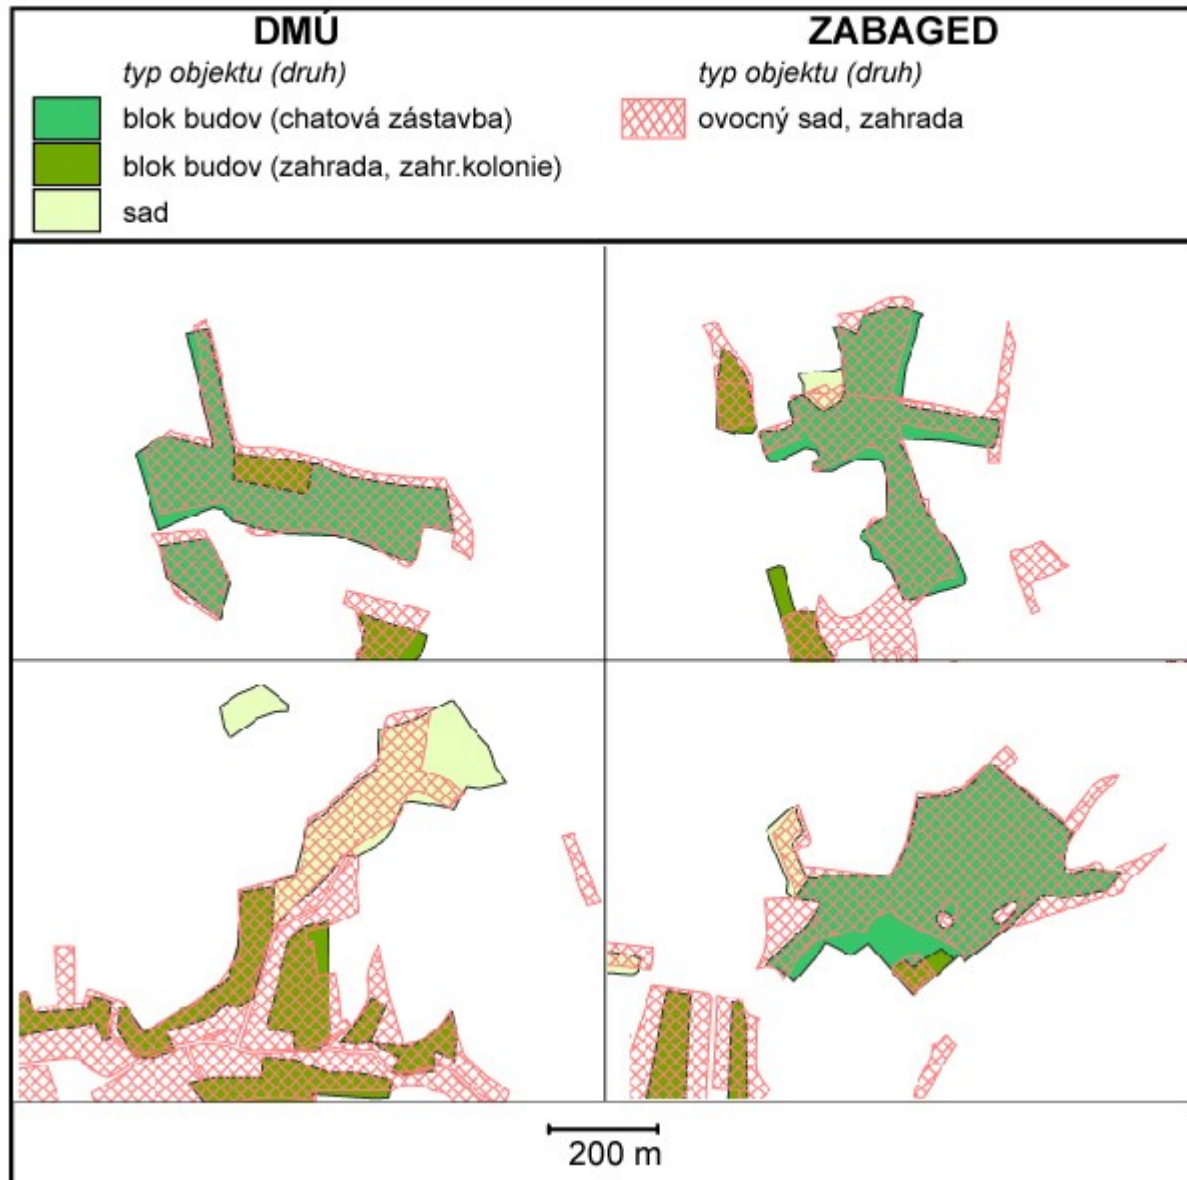 DMÚ
typ objektu (druh)
blok budov (chatová zástavba)
blok budov (zahrada, zahr.kolonie)
sad
ZABAGED
typ objektu (druh)
ovocný sad, zahrada
200 m